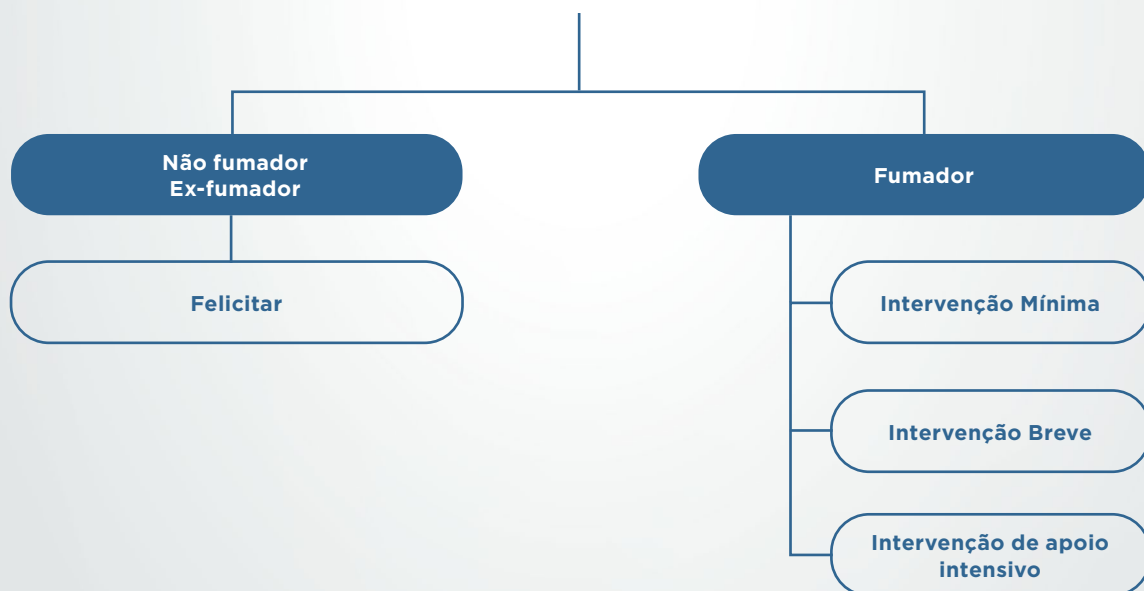 Não fumador
Ex-fumador
Fumador
Felicitar
Intervenção Mínima
Intervenção Breve
Intervenção de apoio
intensivo